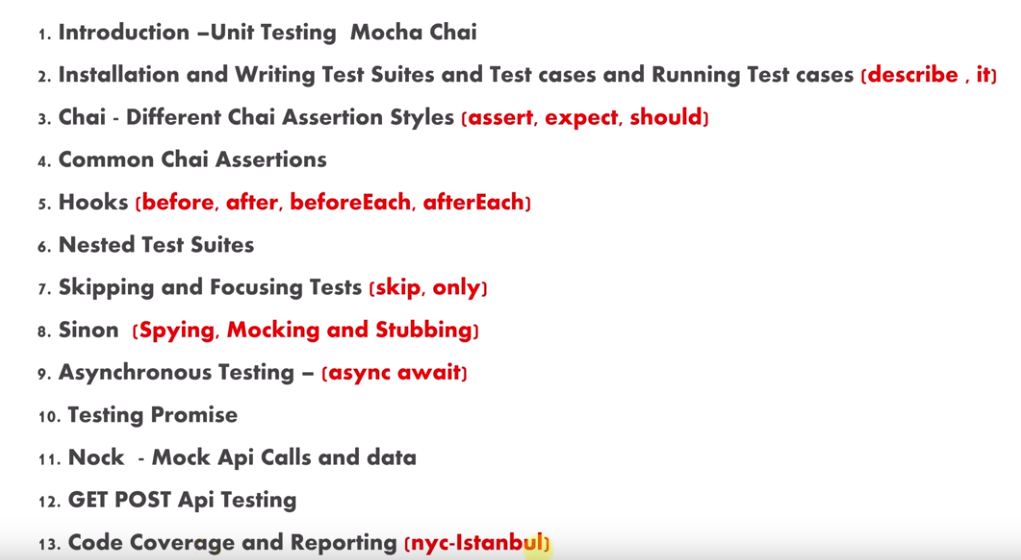 1. Introduction –Unit Testing Mocha Chai
2. Installation and Writing Test Suites and Test cases and Running Test cases (describe , it)
3. Chai - Different Chai Assertion Styles (assert, expect, should)
4. Common Chai Assertions
5. Hooks (before, after, beforeEach, afterEach)
6. Nested Test Suites
7. Skipping and Focusing Tests (skip, only)
8. Sinon (Spying, Mocking and Stubbing)
9. Asynchronous Testing – (async await)
10. Testing Promise
11. Nock - Mock Api Calls and data
12. GET POST Api Testing
13. Code Coverage and Reporting (nyc-Istanbul)